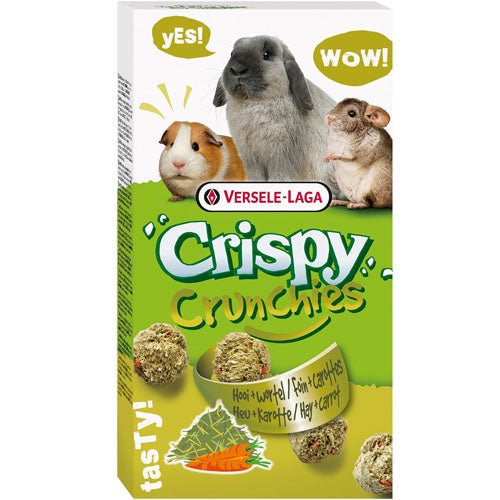 yES!
WOW!
VERSELE-LAGA
Crispy
Crunchies
Hooi+wortel/foin+carottes
Heu+Karotte/Hay+carrot
tasTy!